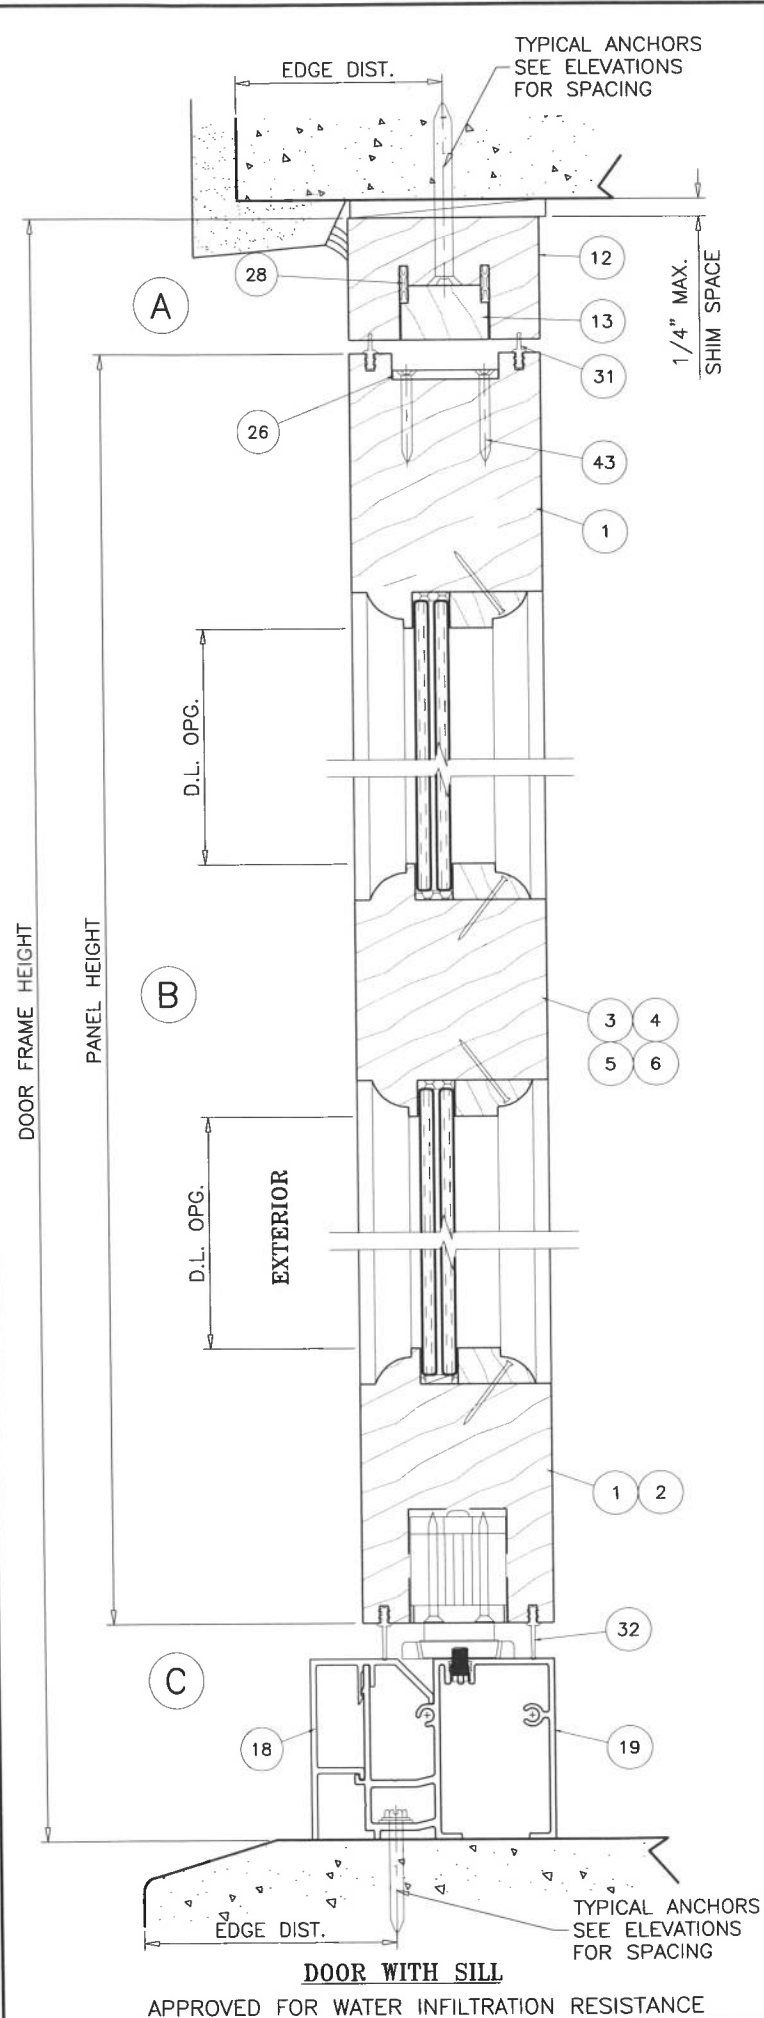 TYPICAL ANCHORS
SEE ELEVATIONS
FOR SPACING
EDGE DIST.
1/4" MAX.
SHIM SPACE
12
28
A
13
31
26
43
1
D.L. OPG.
DOOR FRAME HEIGHT
PANEL HEIGHT
B
3
4
5
6
D.L. OPG.
EXTERIOR
1
2
32
C
18
19
EDGE DIST.
TYPICAL ANCHORS
SEE ELEVATIONS
FOR SPACING
DOOR WITH SILL
APPROVED FOR WATER INFILTRATION RESISTANCE